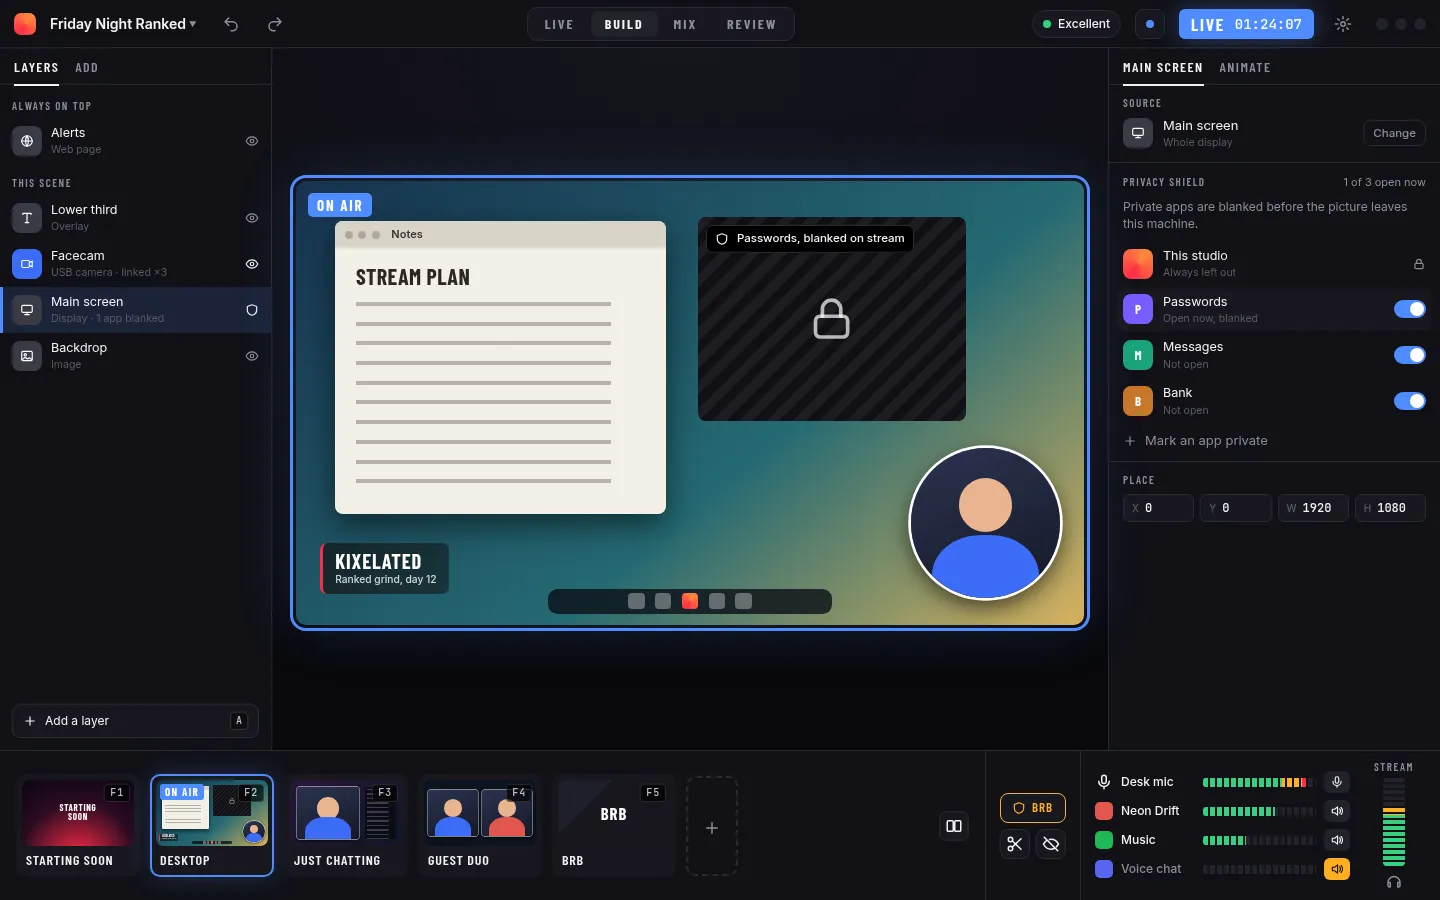 Friday Night Ranked
LIVE
BUILD
MIX
REVIEW
Excellent
LIVE 01:24:07
LAYERS
ADD
ALWAYS ON TOP
Alerts
Web page
THIS SCENE
Lower third
Overlay
Facecam
USB camera · linked ×3
Main screen
Display · 1 app blanked
Backdrop
Image
Add a layer
A
ON AIR
Notes
STREAM PLAN
Passwords, blanked on stream
KIXELATED
Ranked grind, day 12
MAIN SCREEN
ANIMATE
SOURCE
Main screen
Whole display
Change
PRIVACY SHIELD
1 of 3 open now
Private apps are blanked before the picture leaves
this machine.
This studio
Always left out
P
Passwords
Open now, blanked
M
Messages
Not open
B
Bank
Not open
Mark an app private
PLACE
X 0
Y 0
W 1920
H 1080
F1
STARTING
SOON
STARTING SOON
ON AIR
F2
DESKTOP
F3
JUST CHATTING
F4
GUEST DUO
F5
BRB
BRB
BRB
Desk mic
Neon Drift
Music
Voice chat
STREAM